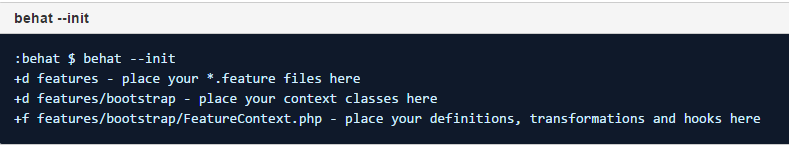 behat --init
:behat $ behat --init
+d features - place your *.feature files here
+d features/bootstrap - place your context classes here
+f features/bootstrap/FeatureContext.php - place your definitions, transformations and hooks here